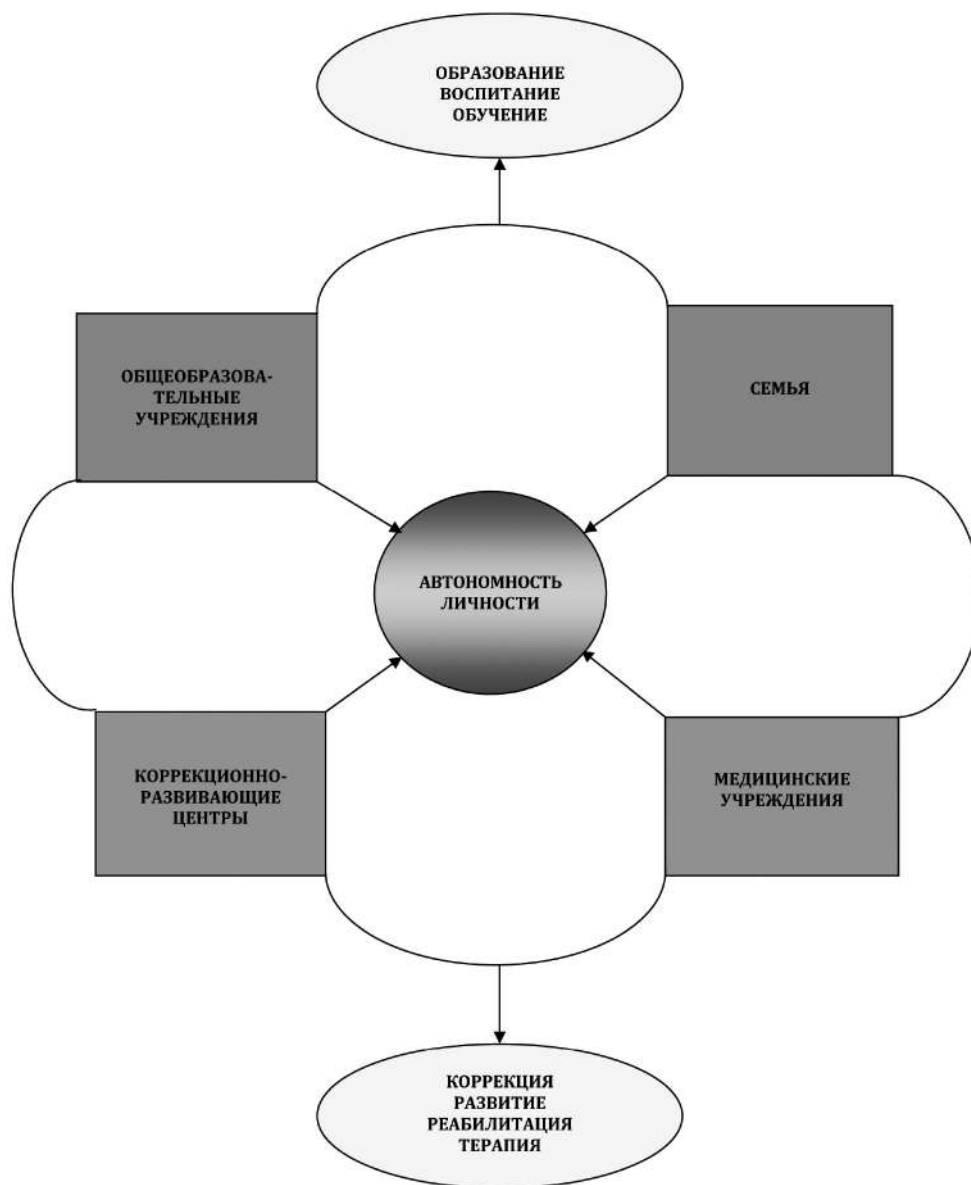 ОБРАЗОВАНИЕ
ВОСПИТАНИЕ
ОБУЧЕНИЕ
ОБЩЕОБРАЗОВА-
ТЕЛЬНЫЕ
УЧРЕЖДЕНИЯ
СЕМЬЯ
АВТОНОМНОСТЬ
ЛИЧНОСТИ
КОРРЕКЦИОННО-
РАЗВИВАЮЩИЕ
ЦЕНТРЫ
МЕДИЦИНСКИЕ
УЧРЕЖДЕНИЯ
КОРРЕКЦИЯ
РАЗВИТИЕ
РЕАБИЛИТАЦИЯ
ТЕРАПИЯ